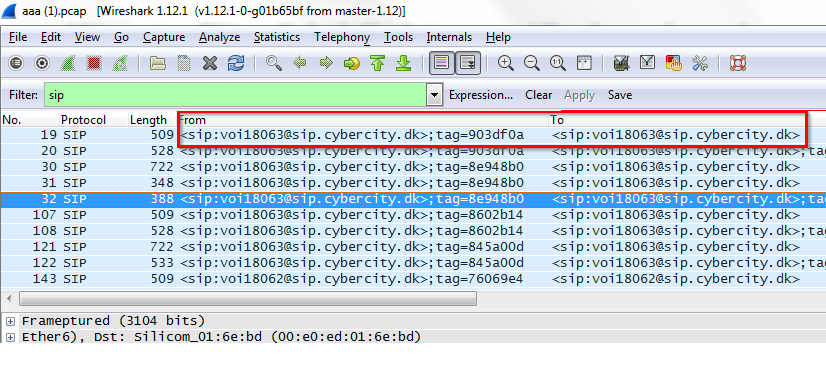 aaa (1).pcap [Wireshark 1.12.1 (v1.12.1-0-g01b65bf from master-1.12)]
File Edit View Go Capture Analyze Statistics Telephony Tools Internals Help
Filter: sip Expression... Clear Apply Save
No. Protocol Length From To
19 SIP 509 <sip:voi18063@sip.cybercity.dk>;tag=903df0a <sip:voi18063@sip.cybercity.dk>
20 SIP 528 <sip:voi18063@sip.cybercity.dk>;tag=903df0a <sip:voi18063@sip.cybercity.dk>;ta
30 SIP 722 <sip:voi18063@sip.cybercity.dk>;tag=8e948b0 <sip:voi18063@sip.cybercity.dk>
31 SIP 348 <sip:voi18063@sip.cybercity.dk>;tag=8e948b0 <sip:voi18063@sip.cybercity.dk>
32 SIP 388 <sip:voi18063@sip.cybercity.dk>;tag=8e948b0 <sip:voi18063@sip.cybercity.dk>;tag
107 SIP 509 <sip:voi18063@sip.cybercity.dk>;tag=8602b14 <sip:voi18063@sip.cybercity.dk>
108 SIP 528 <sip:voi18063@sip.cybercity.dk>;tag=8602b14 <sip:voi18063@sip.cybercity.dk>;tag
121 SIP 722 <sip:voi18063@sip.cybercity.dk>;tag=845a00d <sip:voi18063@sip.cybercity.dk>
122 SIP 533 <sip:voi18063@sip.cybercity.dk>;tag=845a00d <sip:voi18063@sip.cybercity.dk>;tag
143 SIP 509 <sip:voi18062@sip.cybercity.dk>;tag=76069e4 <sip:voi18062@sip.cybercity.dk>
Frameptured (3104 bits)
Ether6), Dst: Silicom_01:6e:bd (00:e0:ed:01:6e:bd)